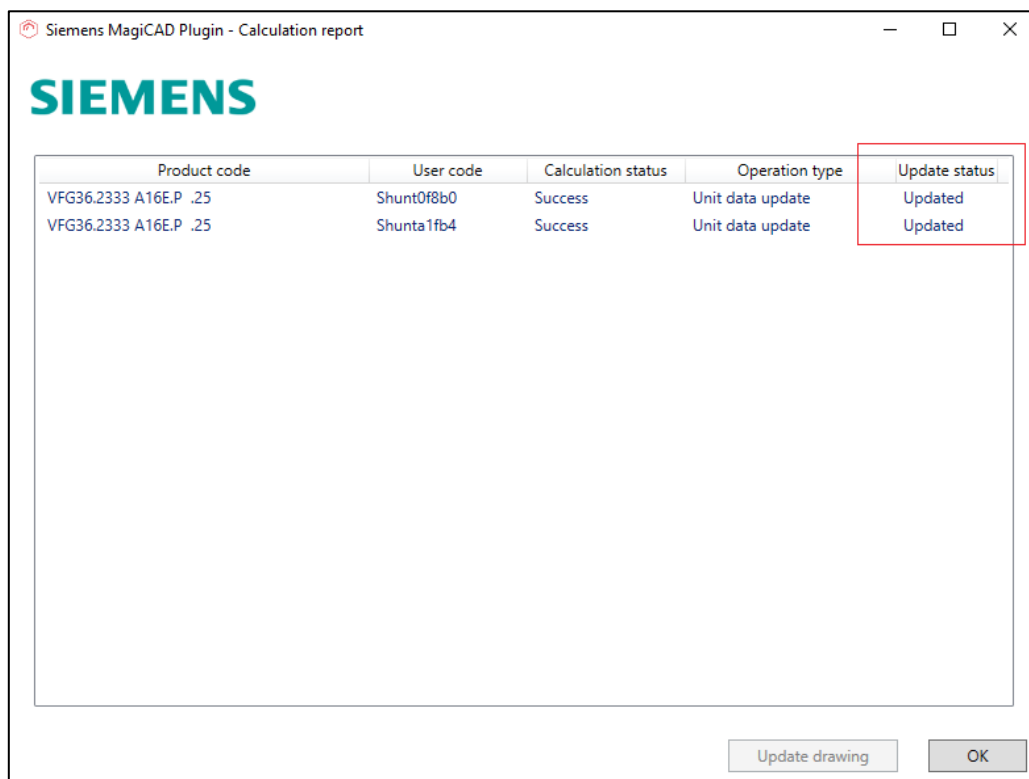 Siemens MagiCAD Plugin - Calculation report
SIEMENS
Product code User code Calculation status Operation type Update status
VFG36.2333 A16E.P .25 Shunt0f8b0 Success Unit data update Updated
VFG36.2333 A16E.P .25 Shunta1fb4 Success Unit data update Updated
Update drawing OK